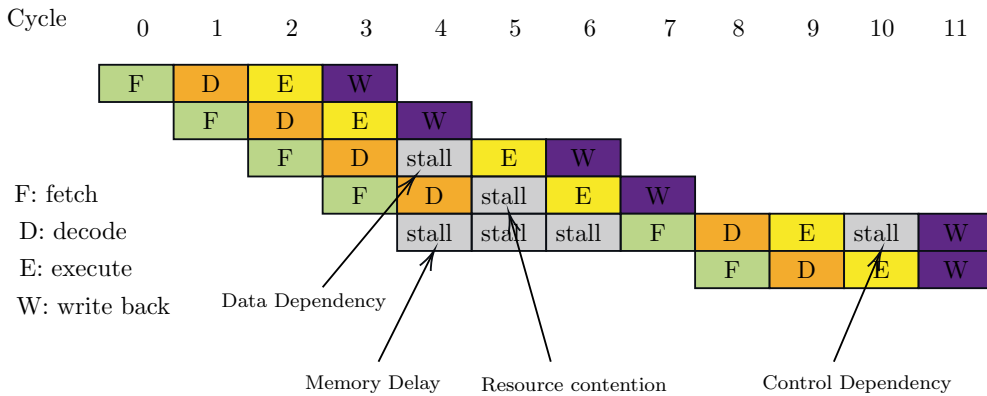 Cycle 0 1 2 3 4 5 6 7 8 9 10 11
F D E W
F D E W
F D stall E W
F D stall E W
stall stall stall F D E stall W
F D E W
F: fetch
D: decode
E: execute
W: write back
Data Dependency
Memory Delay
Resource contention
Control Dependency